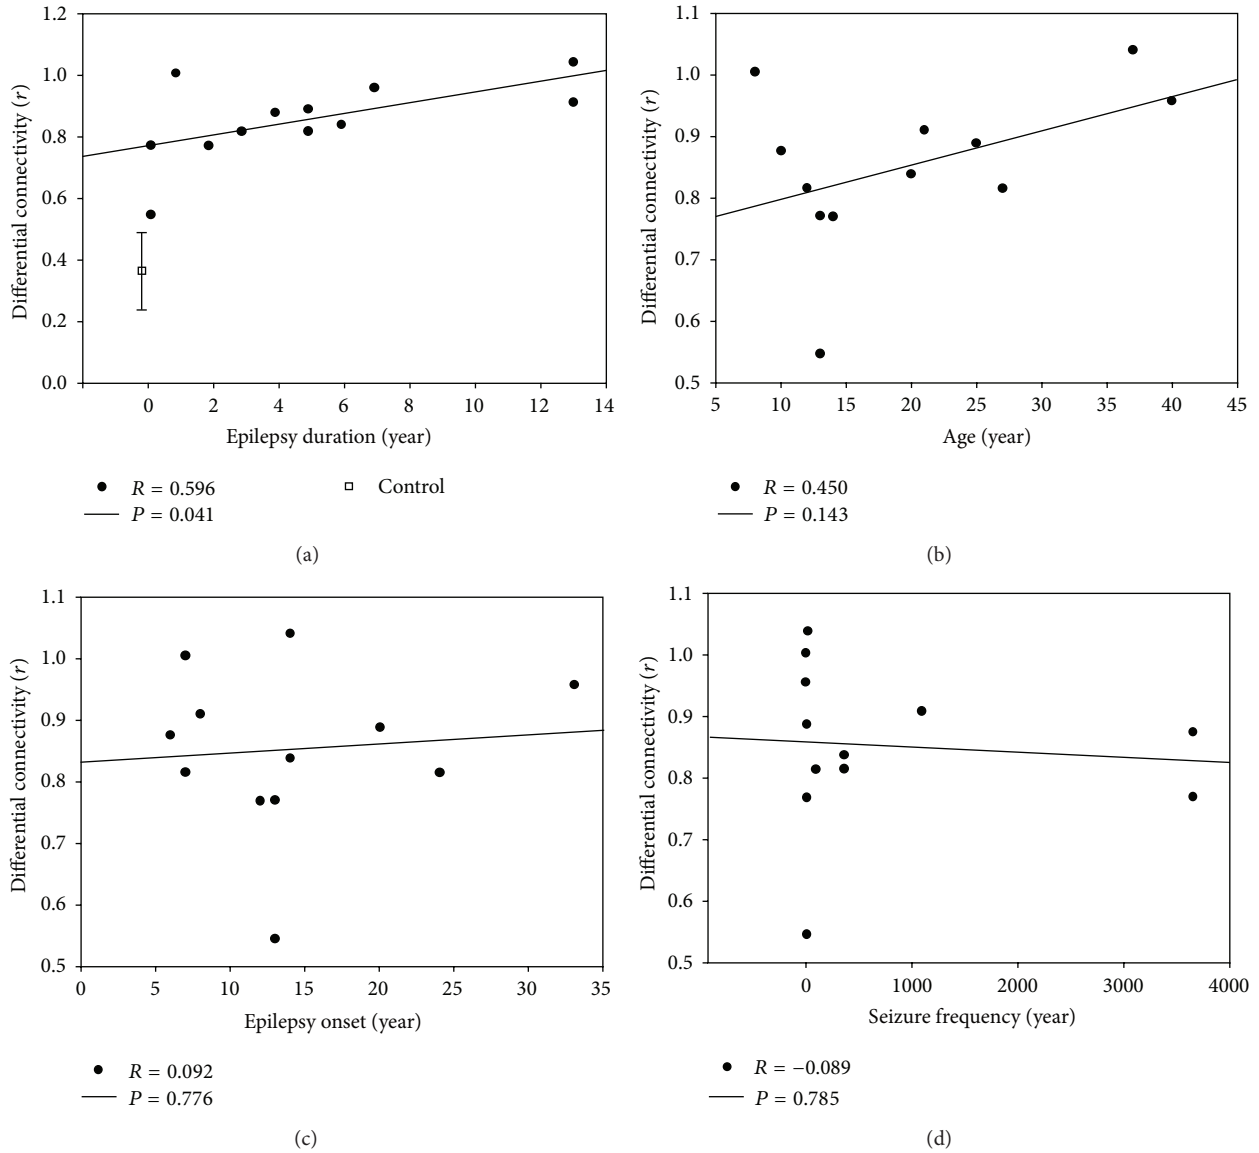 1.2
1.0
0.8
0.6
0.4
0.2
0.0
Differential connectivity (r)
0 2 4 6 8 10 12 14
Epilepsy duration (year)
R = 0.596
Control
P = 0.041
(a)
1.1
1.0
0.9
0.8
0.7
0.6
0.5
Differential connectivity (r)
5 10 15 20 25 30 35 40 45
Age (year)
R = 0.450
P = 0.143
(b)
1.1
1.0
0.9
0.8
0.7
0.6
0.5
Differential connectivity (r)
0 5 10 15 20 25 30 35
Epilepsy onset (year)
R = 0.092
P = 0.776
(c)
1.1
1.0
0.9
0.8
0.7
0.6
0.5
Differential connectivity (r)
0 1000 2000 3000 4000
Seizure frequency (year)
R = −0.089
P = 0.785
(d)